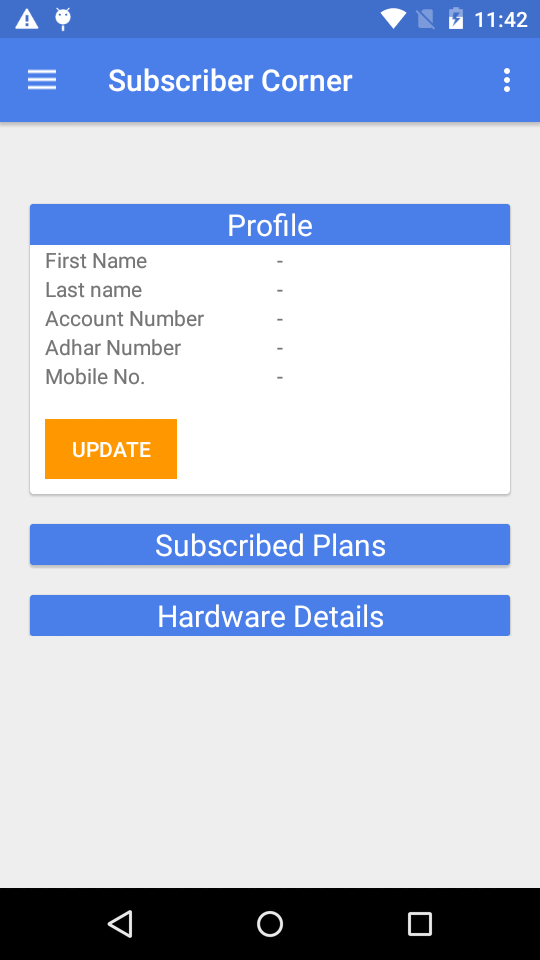 11:42
Subscriber Corner
Profile
First Name -
Last name -
Account Number -
Adhar Number -
Mobile No. -
UPDATE
Subscribed Plans
Hardware Details